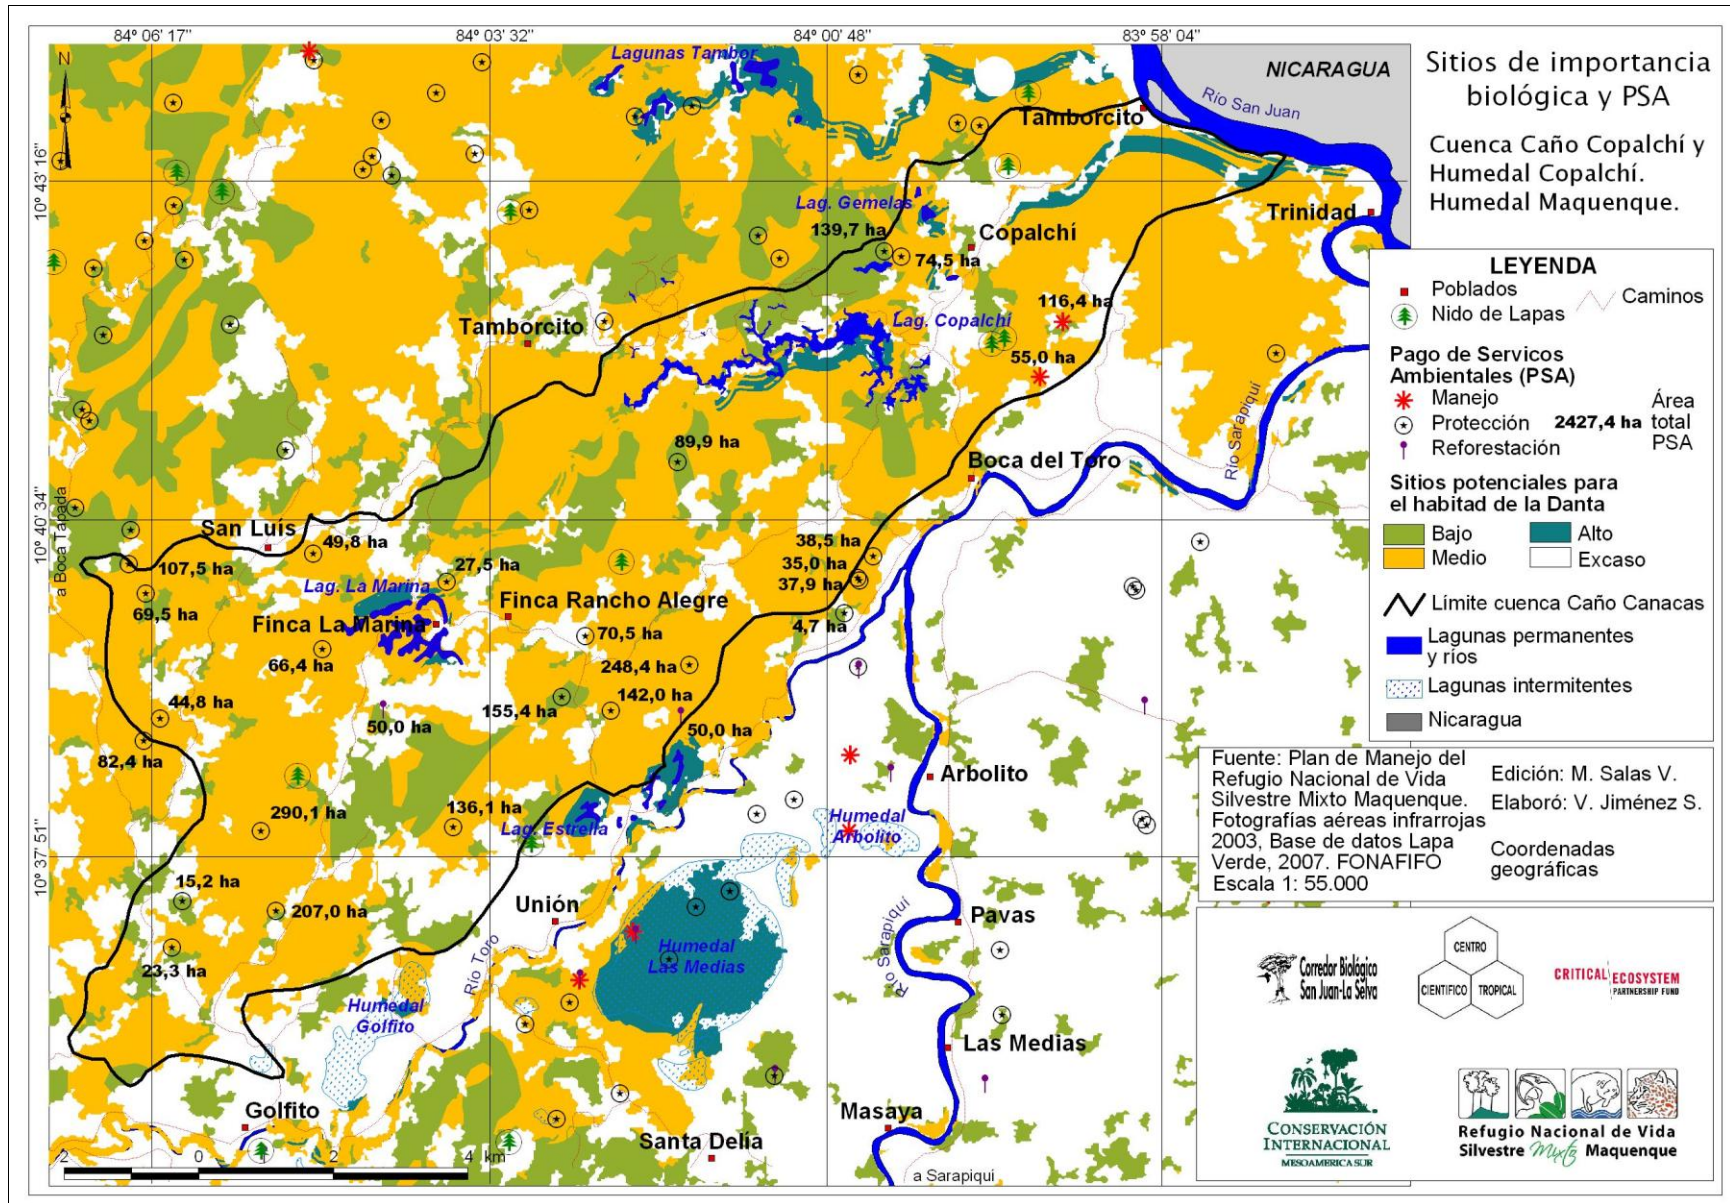 84º 06' 17"
84º 03' 32"
84º 00' 48"
83º 58' 04"
N
10º 43' 16"
10º 40' 34"
10º 37' 51"
Lagunas Tambor
NICARAGUA
Río San Juan
Tamborcito
Trinidad
Lag. Gemelas
139,7 ha
Copalchí
74,5 ha
116,4 ha
Lag. Copalchí
Tamborcito
55,0 ha
Río Sarapiquí
89,9 ha
Boca del Toro
a Boca Tapada
San Luís
49,8 ha
107,5 ha
27,5 ha
38,5 ha
35,0 ha
37,9 ha
69,5 ha
Lag. La Marina
Finca Rancho Alegre
Finca La Marina
4,7 ha
70,5 ha
66,4 ha
248,4 ha
142,0 ha
44,8 ha
155,4 ha
50,0 ha
50,0 ha
82,4 ha
Arbolito
290,1 ha
136,1 ha
Lag. Estrella
Humedal
Arbolito
15,2 ha
207,0 ha
Unión
Pavas
23,3 ha
Río Toro
Humedal
Las Medias
Río Sarapiquí
Humedal
Golfito
Las Medias
Golfito
Masaya
Santa Delía
2 0 2 4 km
a Sarapiquí
Sitios de importancia
biológica y PSA
Cuenca Caño Copalchí y
Humedal Copalchí.
Humedal Maquenque.
LEYENDA
Poblados
Caminos
Nido de Lapas
Pago de Servicos
Ambientales (PSA)
Manejo
Protección
Reforestación
2427,4 ha
Área
total
PSA
Sitios potenciales para
el habitad de la Danta
Bajo
Alto
Medio
Excaso
Límite cuenca Caño Canacas
Lagunas permanentes
y ríos
Lagunas intermitentes
Nicaragua
Fuente: Plan de Manejo del
Refugio Nacional de Vida
Silvestre Mixto Maquenque.
Fotografías aéreas infrarrojas
2003, Base de datos Lapa
Verde, 2007. FONAFIFO
Escala 1: 55.000
Edición: M. Salas V.
Elaboró: V. Jiménez S.
Coordenadas
geográficas
Corredor Biológico
San Juan-La Selva
CENTRO
CIENTIFICO
TROPICAL
CRITICAL ECOSYSTEM
PARTNERSHIP FUND
CONSERVACIÓN
INTERNACIONAL
MESOAMERICA SUR
Refugio Nacional de Vida
Silvestre Mixto Maquenque